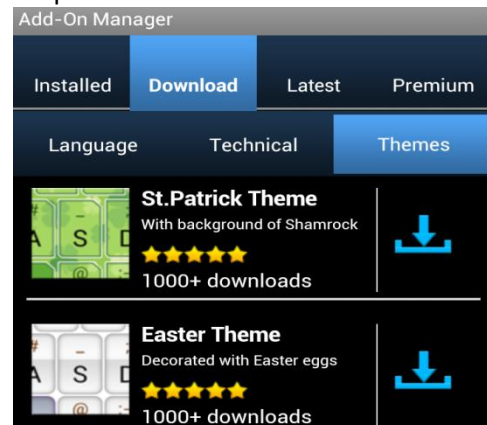 Add-On Manager
Installed Download Latest Premium
Language Technical Themes
St.Patrick Theme
With background of Shamrock
1000+ downloads
A S D
@
Easter Theme
Decorated with Easter eggs
1000+ downloads
A S D
@